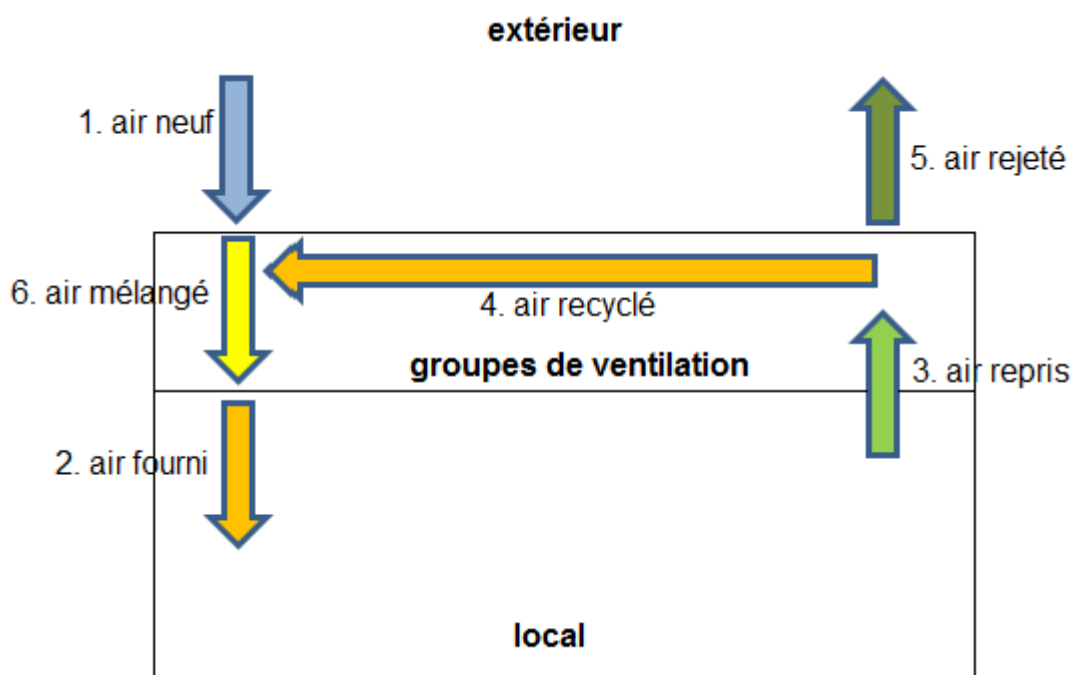 extérieur
1. air neuf
5. air rejeté
6. air mélangé
4. air recyclé
groupes de ventilation
3. air repris
2. air fourni
local